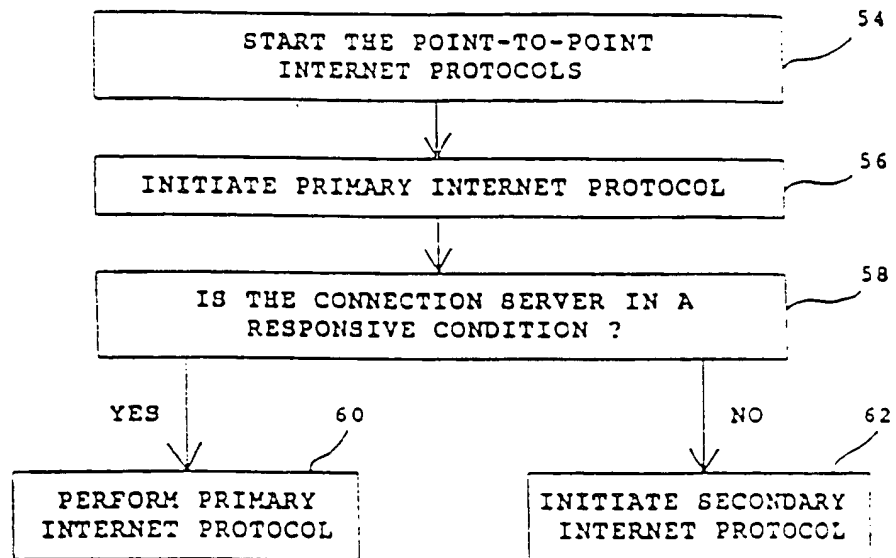 START THE POINT-TO-POINT
INTERNET PROTOCOLS
54
INITIATE PRIMARY INTERNET PROTOCOL
56
IS THE CONNECTION SERVER IN A
RESPONSIVE CONDITION ?
58
YES
60
NO
62
PERFORM PRIMARY
INTERNET PROTOCOL
INITIATE SECONDARY
INTERNET PROTOCOL